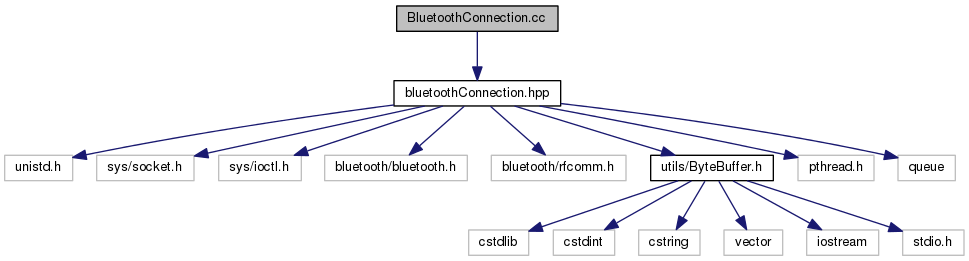 BluetoothConnection.cc
bluetoothConnection.hpp
unistd.h
sys/socket.h
sys/ioctl.h
bluetooth/bluetooth.h
bluetooth/rfcomm.h
utils/ByteBuffer.h
pthread.h
queue
cstdlib
cstdint
cstring
vector
iostream
stdio.h